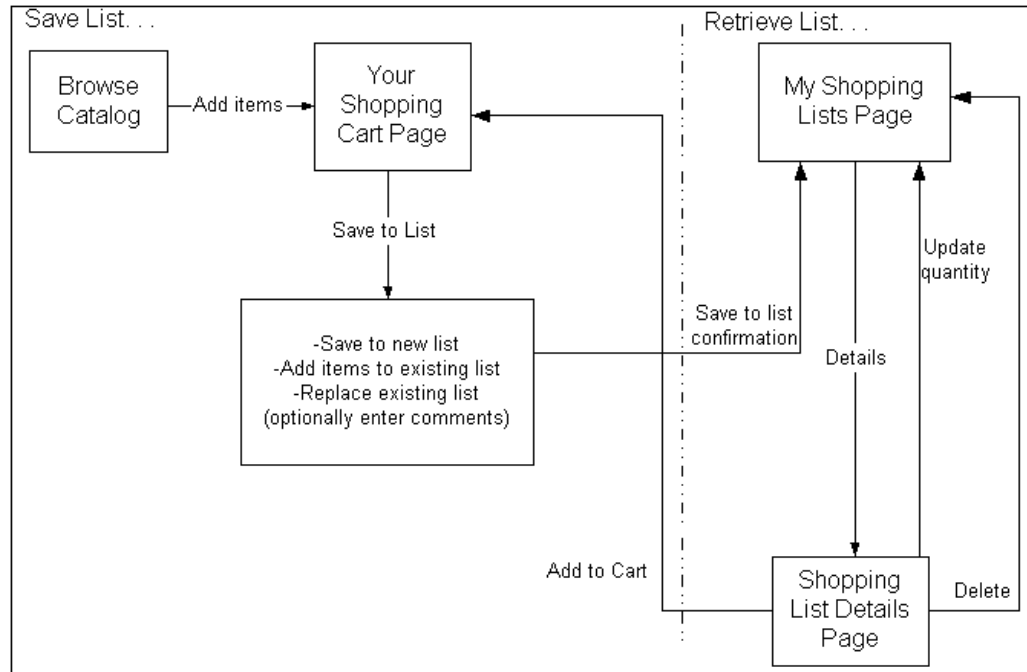 Save List. . .
Retrieve List. . .
Browse
Catalog
Add items
Your
Shopping
Cart Page
My Shopping
Lists Page
Save to List
Update
quantity
-Save to new list
-Add items to existing list
-Replace existing list
(optionally enter comments)
Save to list
confirmation
Details
Add to Cart
Shopping
List Details
Page
Delete